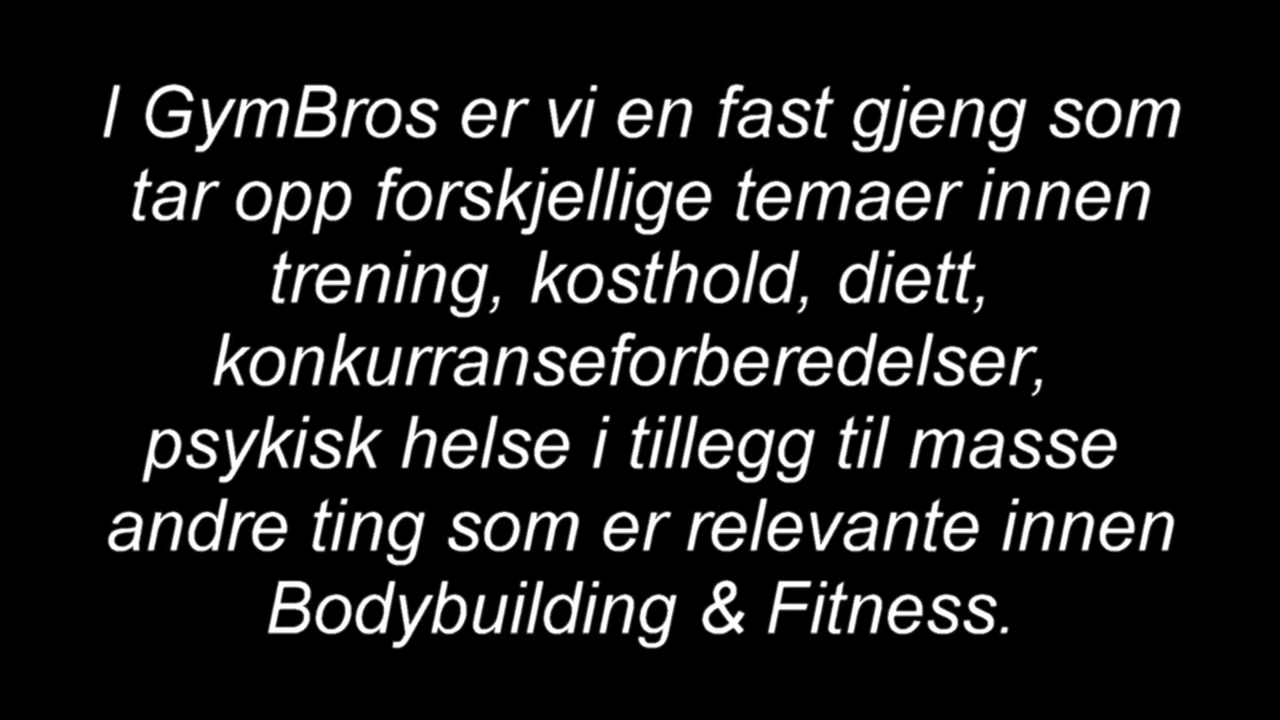 I GymBros er vi en fast gjeng som
tar opp forskjellige temaer innen
trening, kosthold, diett,
konkurranseforberedelser,
psykisk helse i tillegg til masse
andre ting som er relevante innen
Bodybuilding & Fitness.